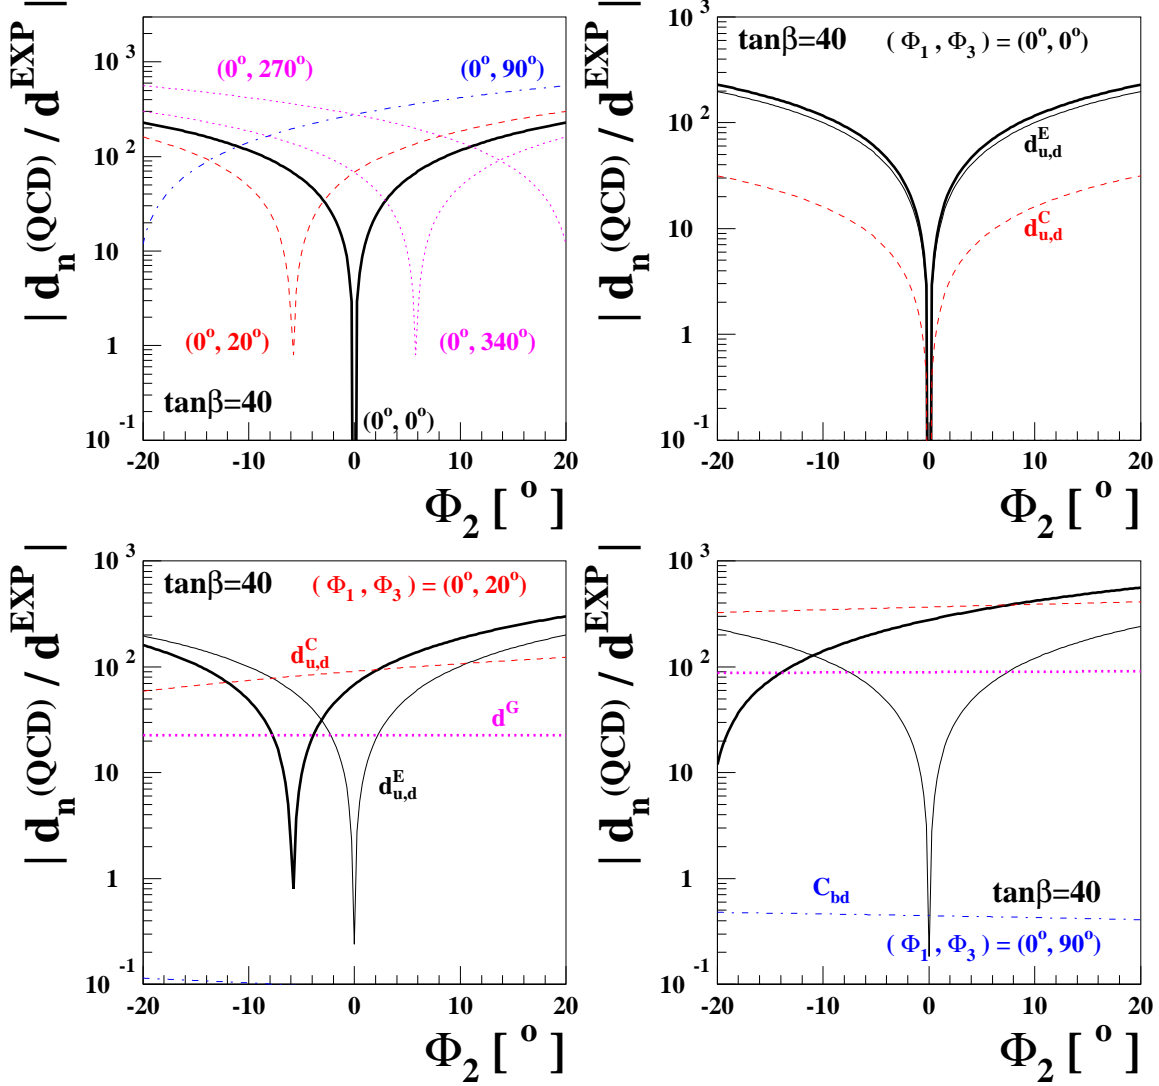 | d_n (QCD) / d^EXP |
10^3
10^2
10
1
10^-1
(0°, 270°)
(0°, 90°)
(0°, 20°)
(0°, 340°)
tanβ=40
(0°, 0°)
-20
-10
0
10
20
Φ_2 [ ° ]
| d_n (QCD) / d^EXP |
10^3
10^2
10
1
10^-1
tanβ=40
( Φ_1 , Φ_3 ) = (0°, 0°)
d_u,d^E
d_u,d^C
-20
-10
0
10
20
Φ_2 [ ° ]
| d_n (QCD) / d^EXP |
10^3
10^2
10
1
10^-1
tanβ=40
( Φ_1 , Φ_3 ) = (0°, 20°)
d_u,d^C
d^G
d_u,d^E
-20
-10
0
10
20
Φ_2 [ ° ]
| d_n (QCD) / d^EXP |
10^3
10^2
10
1
10^-1
C_bd
tanβ=40
( Φ_1 , Φ_3 ) = (0°, 90°)
-20
-10
0
10
20
Φ_2 [ ° ]